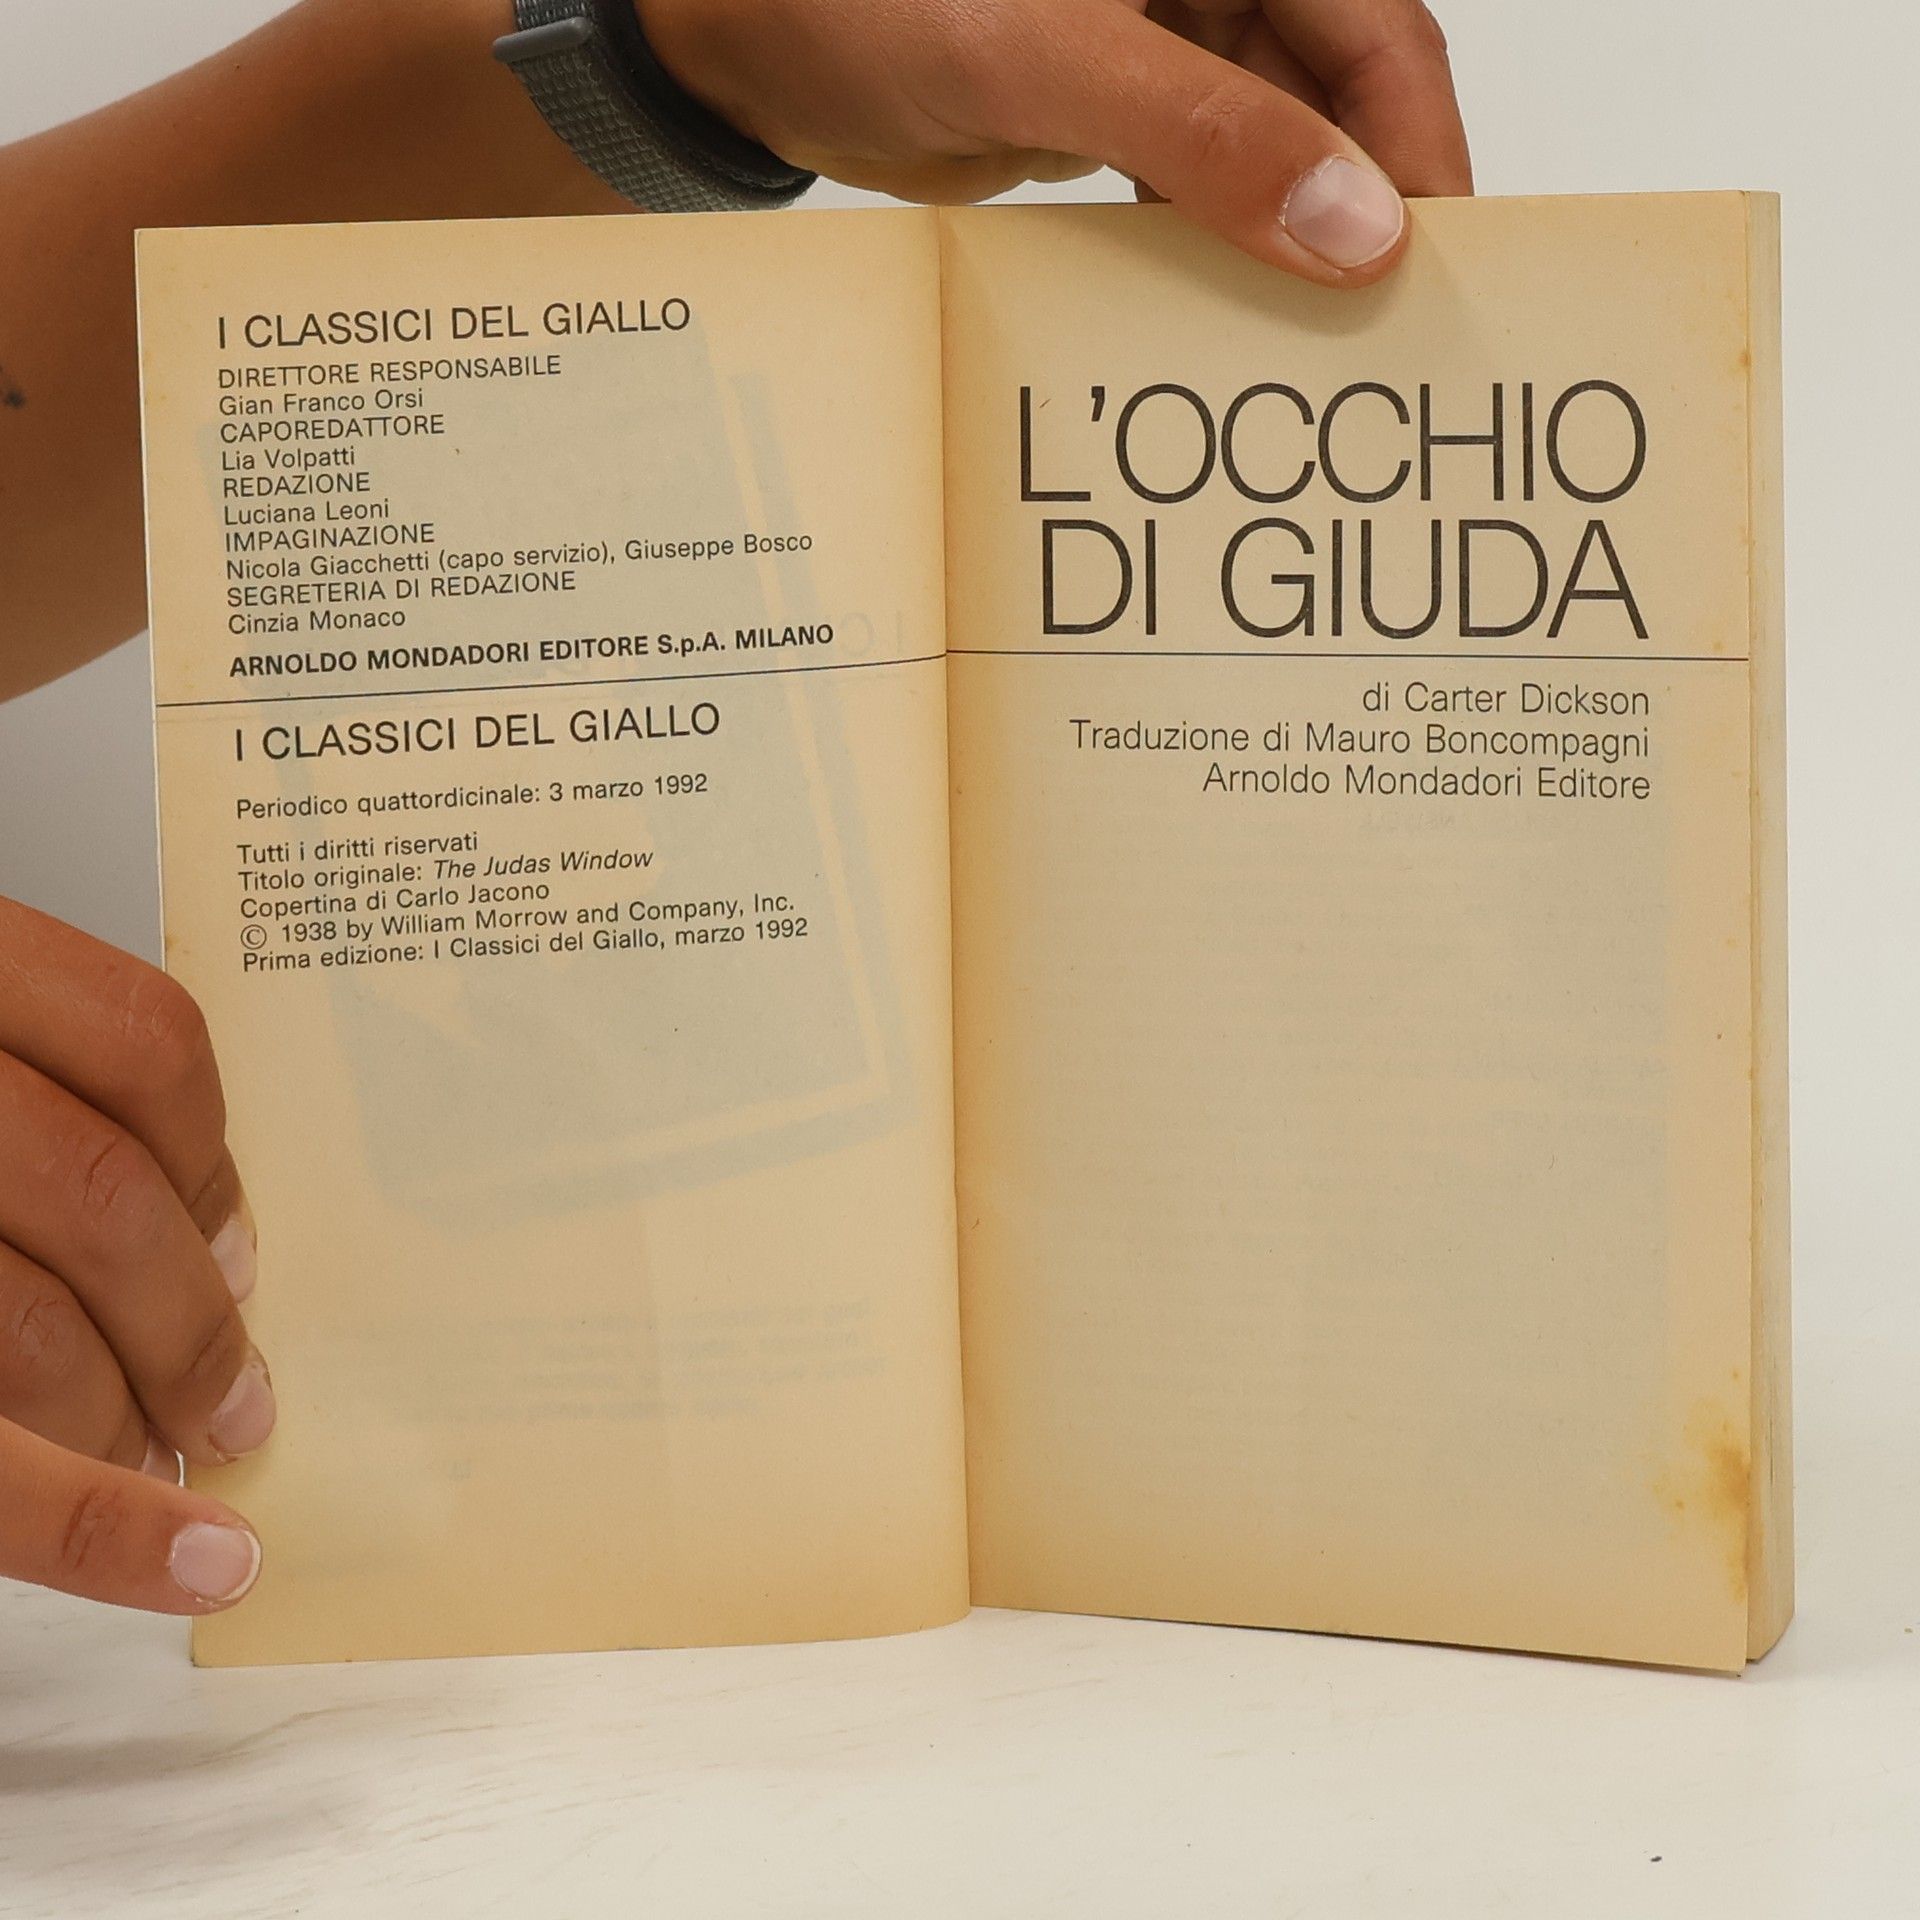 I CLASSICI DEL GIALLO
DIRETTORE RESPONSABILE
Gian Franco Orsi
CAPOREDATTORE
Lia Volpatti
REDAZIONE
Luciana Leoni
IMPAGINAZIONE
Nicola Giacchetti (capo servizio), Giuseppe Bosco
SEGRETERIA DI REDAZIONE
Cinzia Monaco
ARNOLDO MONDADORI EDITORE S.p.A. MILANO
I CLASSICI DEL GIALLO
Periodico quattordicinale: 3 marzo 1992
Tutti i diritti riservati
Titolo originale: The Judas Window
Copertina di Carlo Jacono
© 1938 by William Morrow and Company, Inc.
Prima edizione: I Classici del Giallo, marzo 1992
L'OCCHIO
DI GIUDA
di Carter Dickson
Traduzione di Mauro Boncompagni
Arnoldo Mondadori Editore